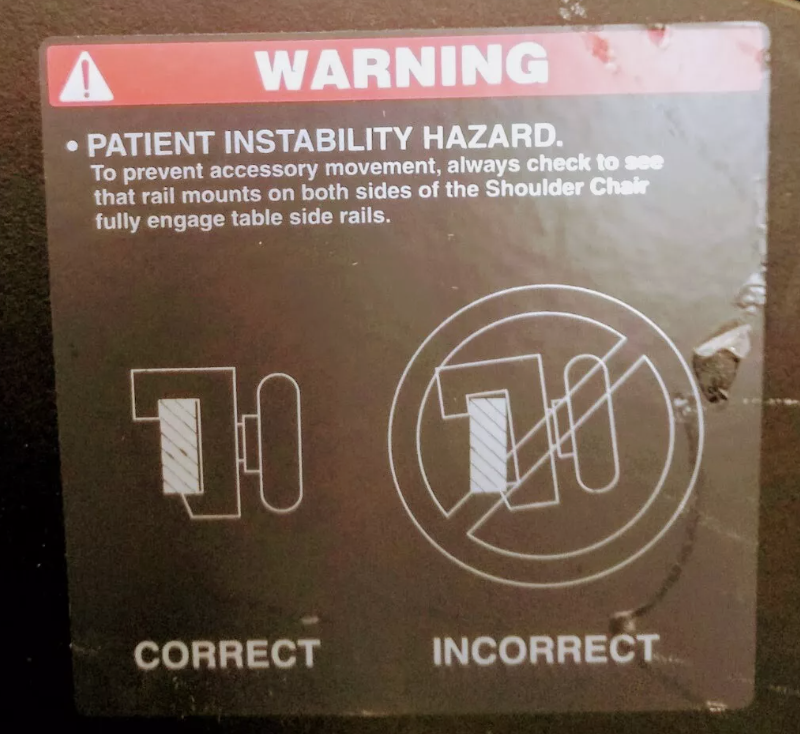 WARNING
• PATIENT INSTABILITY HAZARD.
To prevent accessory movement, always check to see
that rail mounts on both sides of the Shoulder Chair
fully engage table side rails.
CORRECT INCORRECT